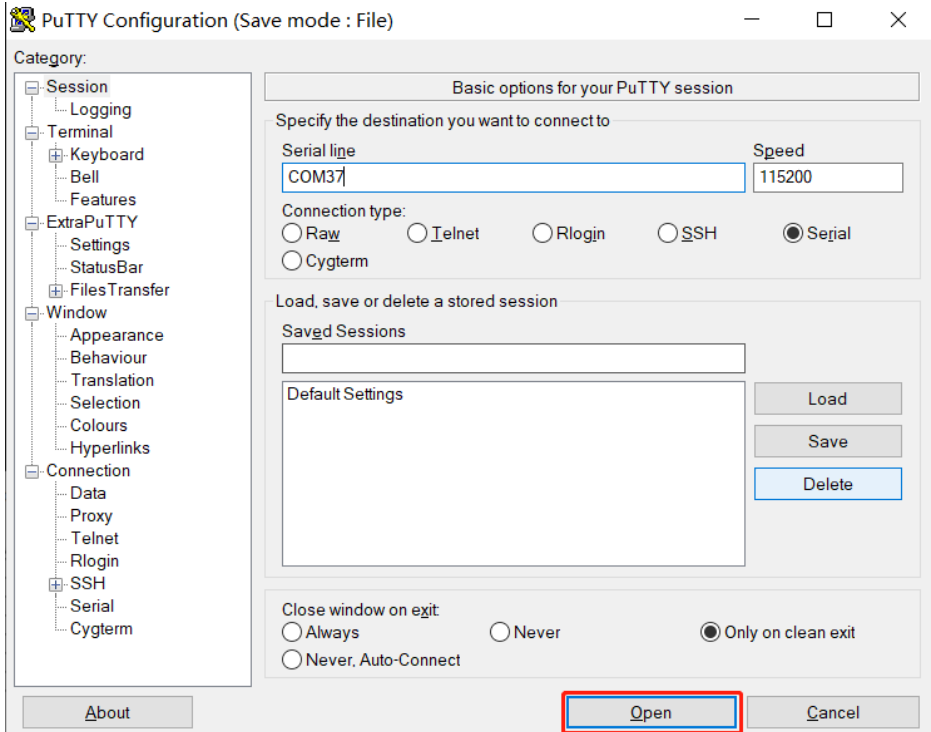 PuTTY Configuration (Save mode : File)
Category:
Session
Logging
Terminal
Keyboard
Bell
Features
ExtraPuTTY
Settings
StatusBar
FilesTransfer
Window
Appearance
Behaviour
Translation
Selection
Colours
Hyperlinks
Connection
Data
Proxy
Telnet
Rlogin
SSH
Serial
Cygterm
Basic options for your PuTTY session
Specify the destination you want to connect to
Serial line Speed
COM37 115200
Connection type:
Raw Telnet Rlogin SSH Serial
Cygterm
Load, save or delete a stored session
Saved Sessions
Default Settings
Load
Save
Delete
Close window on exit:
Always Never Only on clean exit
Never, Auto-Connect
About Open Cancel